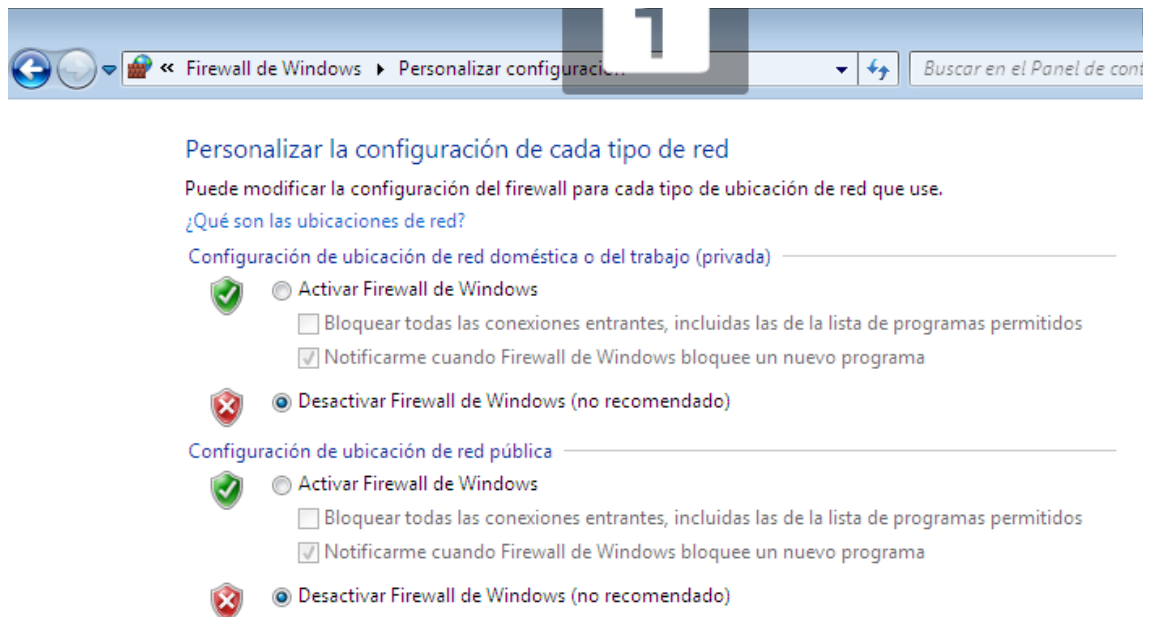 1
« Firewall de Windows ▸ Personalizar configuración
Buscar en el Panel de cont
Personalizar la configuración de cada tipo de red
Puede modificar la configuración del firewall para cada tipo de ubicación de red que use.
¿Qué son las ubicaciones de red?
Configuración de ubicación de red doméstica o del trabajo (privada)
Activar Firewall de Windows
Bloquear todas las conexiones entrantes, incluidas las de la lista de programas permitidos
Notificarme cuando Firewall de Windows bloquee un nuevo programa
Desactivar Firewall de Windows (no recomendado)
Configuración de ubicación de red pública
Activar Firewall de Windows
Bloquear todas las conexiones entrantes, incluidas las de la lista de programas permitidos
Notificarme cuando Firewall de Windows bloquee un nuevo programa
Desactivar Firewall de Windows (no recomendado)